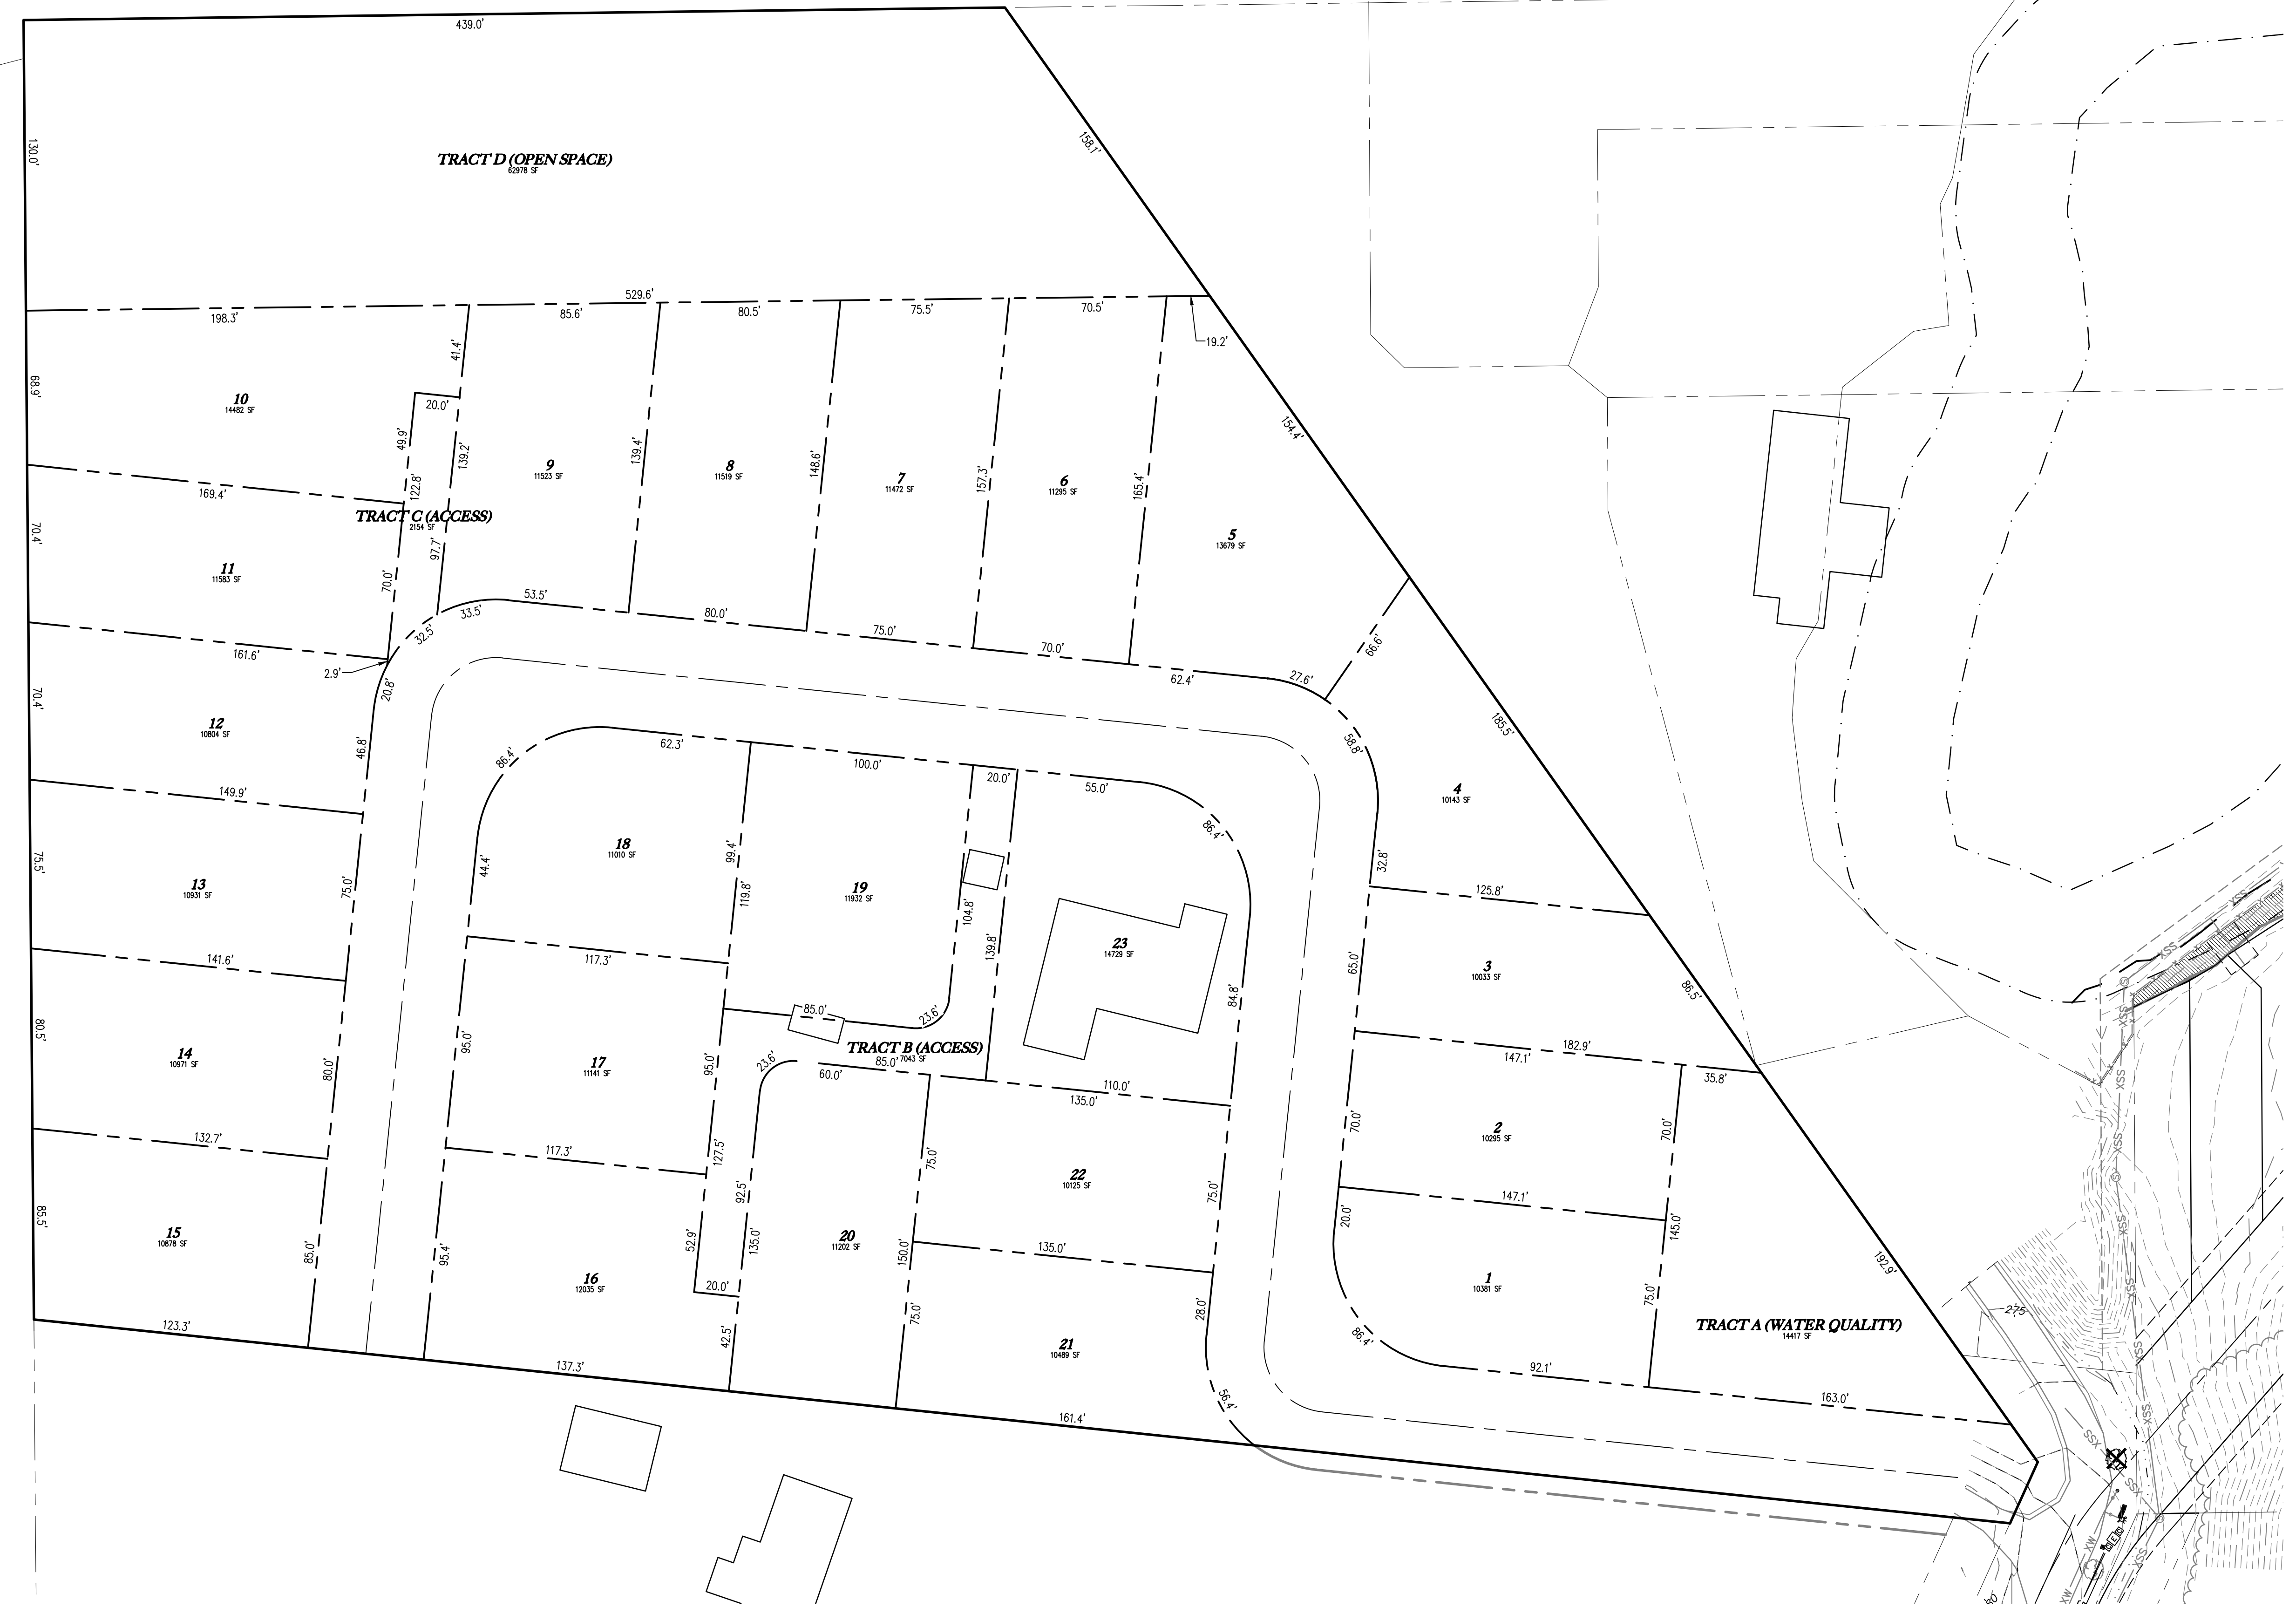 439.0'
130.0'
158.1'
TRACT D (OPEN SPACE)
62978 SF
529.6'
198.3'
85.6'
80.5'
75.5'
70.5'
19.2'
41.4'
68.9'
10
14482 SF
20.0'
49.9'
139.2'
139.4'
148.6'
157.3'
165.4'
154.4'
9
11523 SF
8
11519 SF
7
11472 SF
6
11295 SF
5
13679 SF
169.4'
122.8'
TRACT C (ACCESS)
2154 SF
70.4'
97.7'
11
11583 SF
70.0'
53.5'
33.5'
32.5'
80.0'
75.0'
70.0'
66.6'
161.6'
2.9'
20.8'
62.4'
27.6'
70.4'
12
10804 SF
46.8'
86.4'
62.3'
100.0'
20.0'
55.0'
58.8'
185.5'
149.9'
4
10143 SF
86.4'
75.5'
13
10931 SF
75.0'
44.4'
18
11010 SF
99.4'
119.8'
19
11932 SF
104.8'
139.8'
23
14729 SF
32.8'
125.8'
141.6'
117.3'
65.0'
3
10033 SF
86.5'
84.8'
80.5'
85.0'
23.6'
TRACT B (ACCESS)
7043 SF
14
10971 SF
80.0'
95.0'
17
11141 SF
95.0'
23.6'
60.0'
85.0'
110.0'
135.0'
182.9'
147.1'
35.8'
132.7'
117.3'
127.5'
75.0'
70.0'
2
10295 SF
70.0'
22
10125 SF
75.0'
92.5'
147.1'
85.5'
15
10878 SF
85.0'
95.4'
52.9'
135.0'
20
11202 SF
150.0'
135.0'
20.0'
145.0'
16
12035 SF
20.0'
1
10381 SF
75.0'
192.9'
28.0'
75.0'
42.5'
21
10489 SF
86.4'
TRACT A (WATER QUALITY)
14417 SF
123.3'
137.3'
92.1'
56.4'
161.4'
163.0'
275
XSS
XSS
XSS
XSS
XSS
XSS
XSS
XSS
XSS
XSS
XSS
XSS
S
S
XW
XW
E